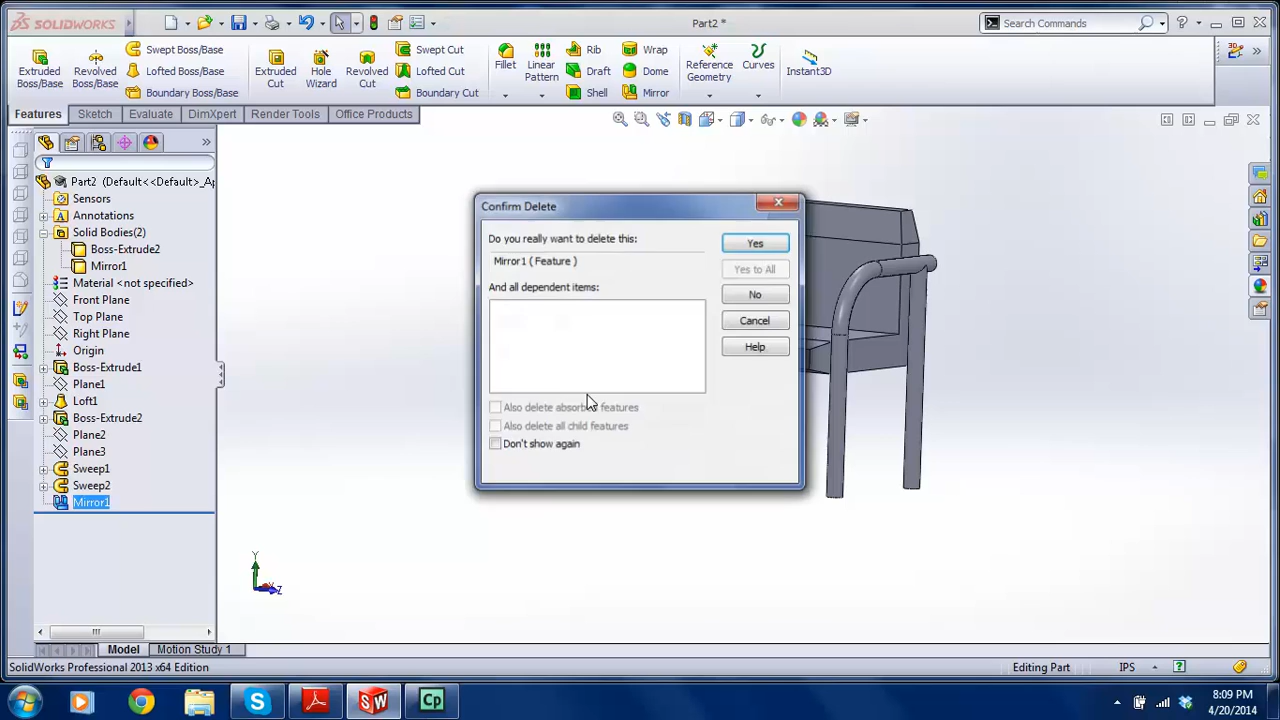 SOLIDWORKS
Part2 *
Search Commands
Extruded
Boss/Base
Revolved
Boss/Base
Swept Boss/Base
Lofted Boss/Base
Boundary Boss/Base
Extruded
Cut
Hole
Wizard
Revolved
Cut
Swept Cut
Lofted Cut
Boundary Cut
Fillet
Linear
Pattern
Rib
Draft
Shell
Wrap
Dome
Mirror
Reference
Geometry
Curves
Instant3D
Features
Sketch
Evaluate
DimXpert
Render Tools
Office Products
Part2 (Default<<Default>_Ap
Sensors
Annotations
Solid Bodies(2)
Boss-Extrude2
Mirror1
Material <not specified>
Front Plane
Top Plane
Right Plane
Origin
Boss-Extrude1
Plane1
Loft1
Boss-Extrude2
Plane2
Plane3
Sweep1
Sweep2
Mirror1
Confirm Delete
Do you really want to delete this:
Mirror1 ( Feature )
And all dependent items:
Yes
Yes to All
No
Cancel
Help
Also delete absorbed features
Also delete all child features
Don't show again
Y
Z
Model
Motion Study 1
SolidWorks Professional 2013 x64 Edition
Editing Part
IPS
8:09 PM
4/20/2014